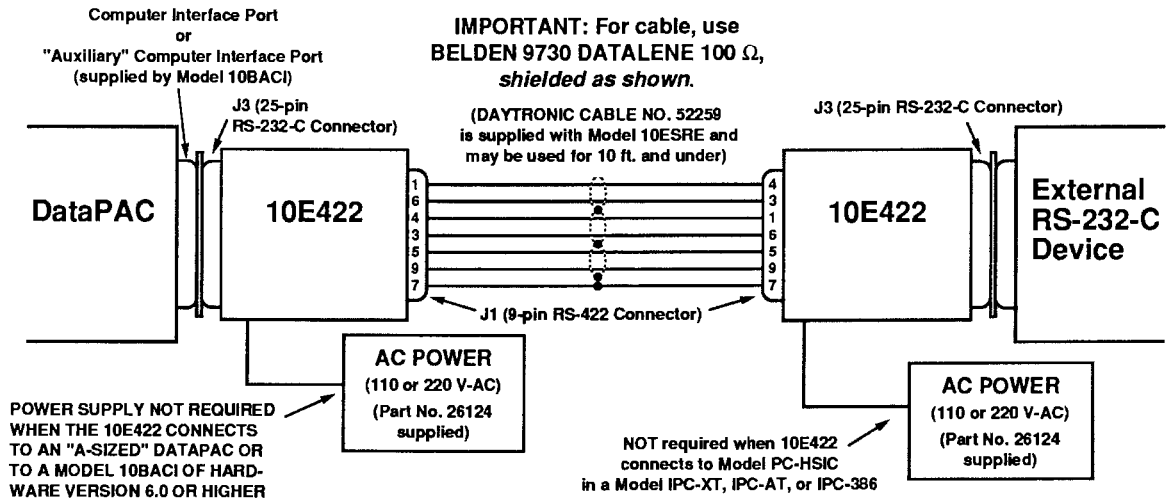 Computer Interface Port
or
"Auxiliary" Computer Interface Port
(supplied by Model 10BACI)
J3 (25-pin
RS-232-C Connector)
IMPORTANT: For cable, use
BELDEN 9730 DATALENE 100 Ω,
shielded as shown.
(DAYTRONIC CABLE NO. 52259
is supplied with Model 10ESRE and
may be used for 10 ft. and under)
J3 (25-pin RS-232-C Connector)
DataPAC
10E422
1
6
4
3
5
9
7
4
3
1
6
5
9
7
10E422
External
RS-232-C
Device
J1 (9-pin RS-422 Connector)
AC POWER
(110 or 220 V-AC)
(Part No. 26124
supplied)
POWER SUPPLY NOT REQUIRED
WHEN THE 10E422 CONNECTS
TO AN "A-SIZED" DATAPAC OR
TO A MODEL 10BACI OF HARD-
WARE VERSION 6.0 OR HIGHER
NOT required when 10E422
connects to Model PC-HSIC
in a Model IPC-XT, IPC-AT, or IPC-386
AC POWER
(110 or 220 V-AC)
(Part No. 26124
supplied)